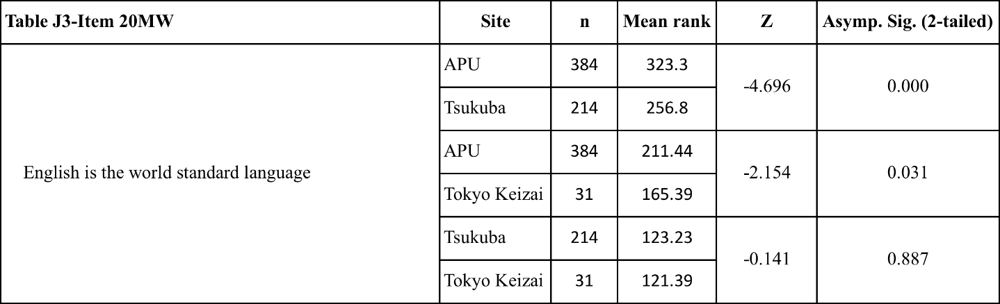 Table J3-Item 20MW Site n Mean rank Z Asymp. Sig. (2-tailed)
English is the world standard language
APU 384 323.3
-4.696 0.000
Tsukuba 214 256.8
APU 384 211.44
-2.154 0.031
Tokyo Keizai 31 165.39
Tsukuba 214 123.23
-0.141 0.887
Tokyo Keizai 31 121.39